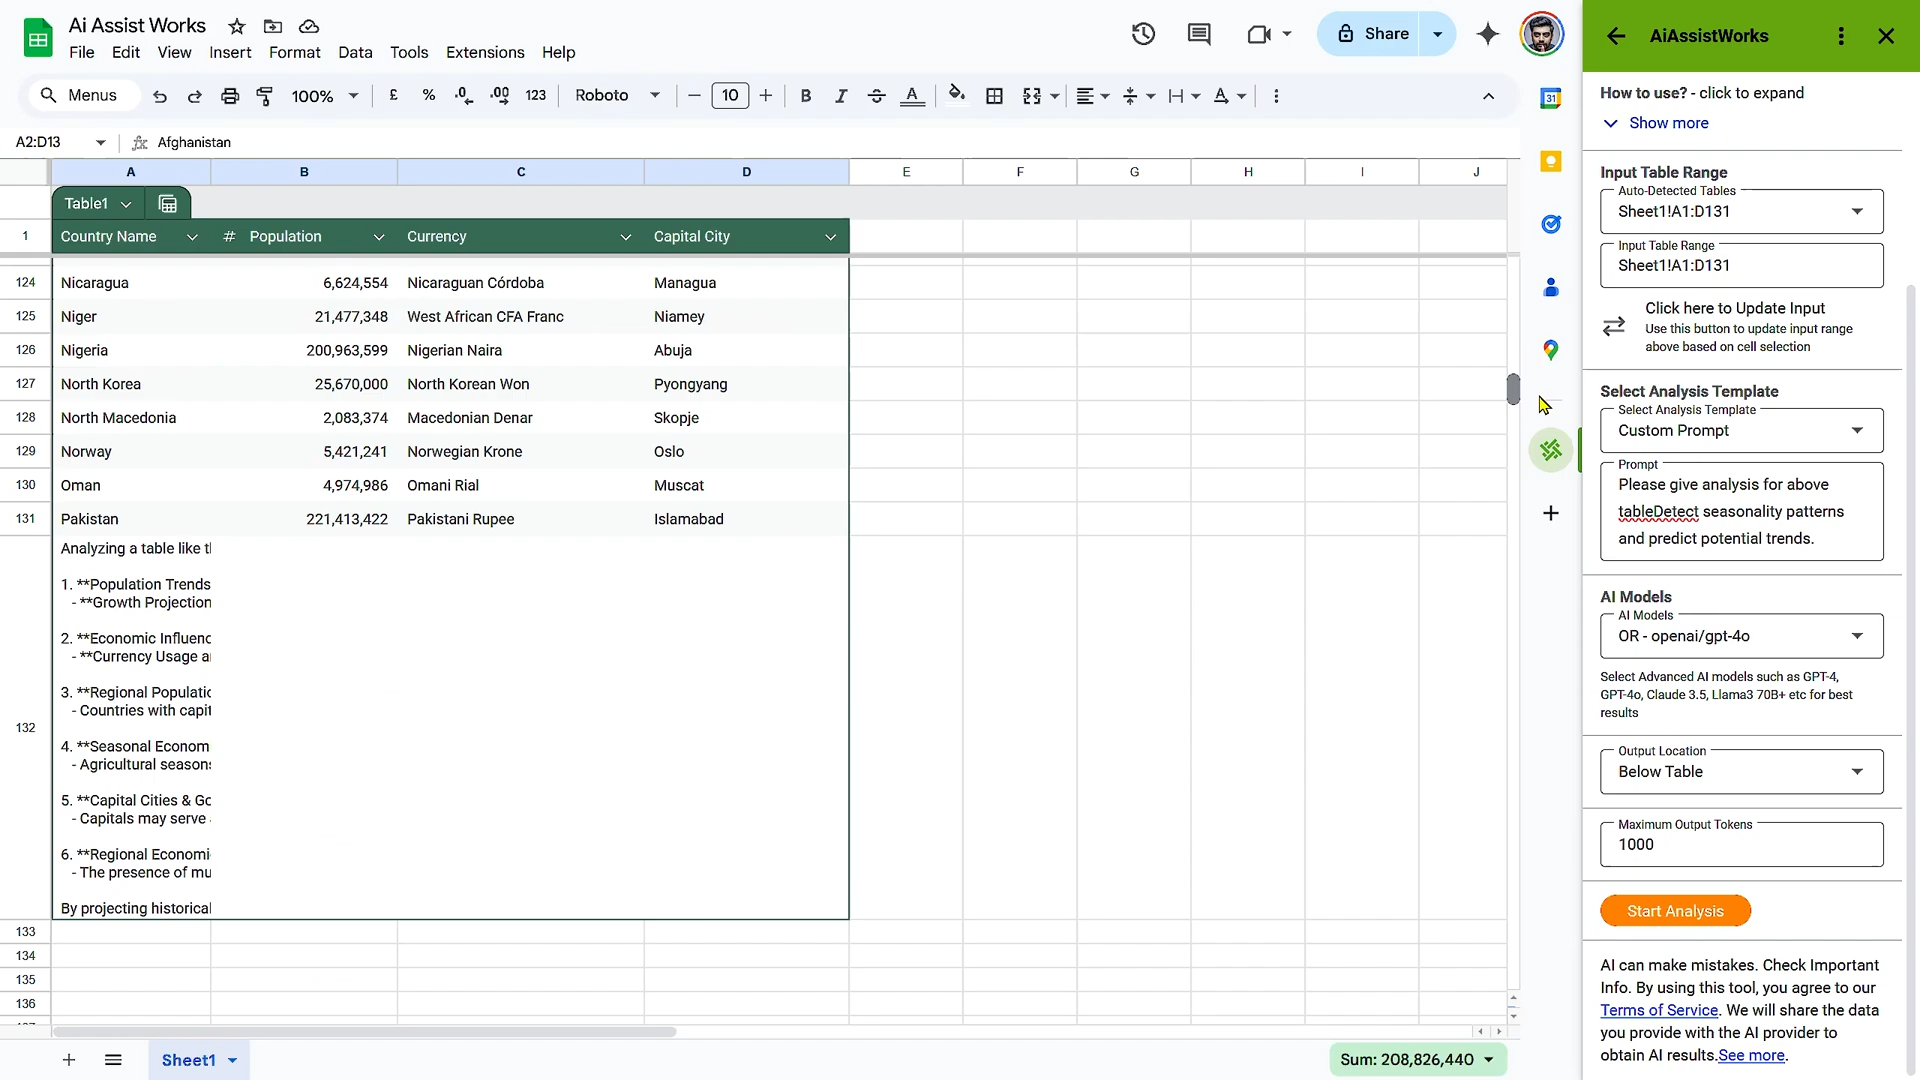 Ai Assist Works
File Edit View Insert Format Data Tools Extensions Help
Share
AiAssistWorks
Menus 100% £ % .0 .00 123 Roboto 10 B I
A2:D13 Afghanistan
A B C D E F G H I J
Table1
1 Country Name # Population Currency Capital City
124 Nicaragua 6,624,554 Nicaraguan Córdoba Managua
125 Niger 21,477,348 West African CFA Franc Niamey
126 Nigeria 200,963,599 Nigerian Naira Abuja
127 North Korea 25,670,000 North Korean Won Pyongyang
128 North Macedonia 2,083,374 Macedonian Denar Skopje
129 Norway 5,421,241 Norwegian Krone Oslo
130 Oman 4,974,986 Omani Rial Muscat
131 Pakistan 221,413,422 Pakistani Rupee Islamabad
132
Analyzing a table like
1. **Population Trends
- **Growth Projection
2. **Economic
- **Currency Usage
3. **Regional
- Countries with
4. **Seasonal
- Agricultural seasons
5. **Capital Cities &
- Capitals may serve
6. **Regional
- The presence of
By projecting historical
133
134
135
136
Sheet1
Sum: 208,826,440
31
How to use? - click to expand
Show more
Input Table Range
Auto-Detected Tables
Sheet1!A1:D131
Input Table Range
Sheet1!A1:D131
Click here to Update Input
Use this button to update input range
above based on cell selection
Select Analysis Template
Select Analysis Template
Custom Prompt
Prompt
Please give analysis for above
tableDetect seasonality patterns
and predict potential trends.
AI Models
AI Models
OR - openai/gpt-4o
Select Advanced AI models such as GPT-4,
GPT-4o, Claude 3.5, Llama3 70B+ etc for best
results
Output Location
Below Table
Maximum Output Tokens
1000
Start Analysis
AI can make mistakes. Check Important
Info. By using this tool, you agree to our
Terms of Service. We will share the data
you provide with the AI provider to
obtain AI results.See more.